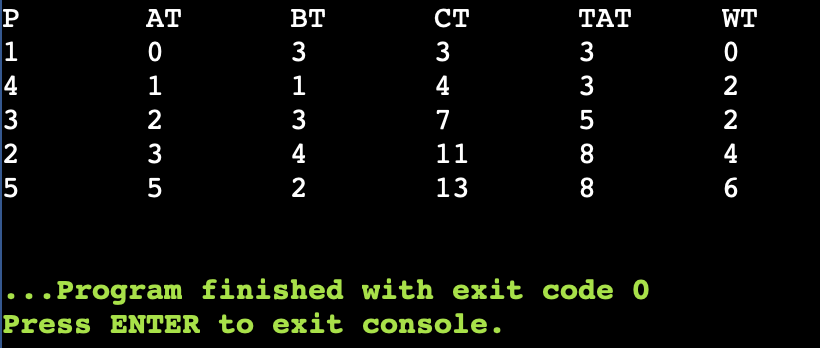 P AT BT CT TAT WT
1 0 3 3 3 0
4 1 1 4 3 2
3 2 3 7 5 2
2 3 4 11 8 4
5 5 2 13 8 6
...Program finished with exit code 0
Press ENTER to exit console.